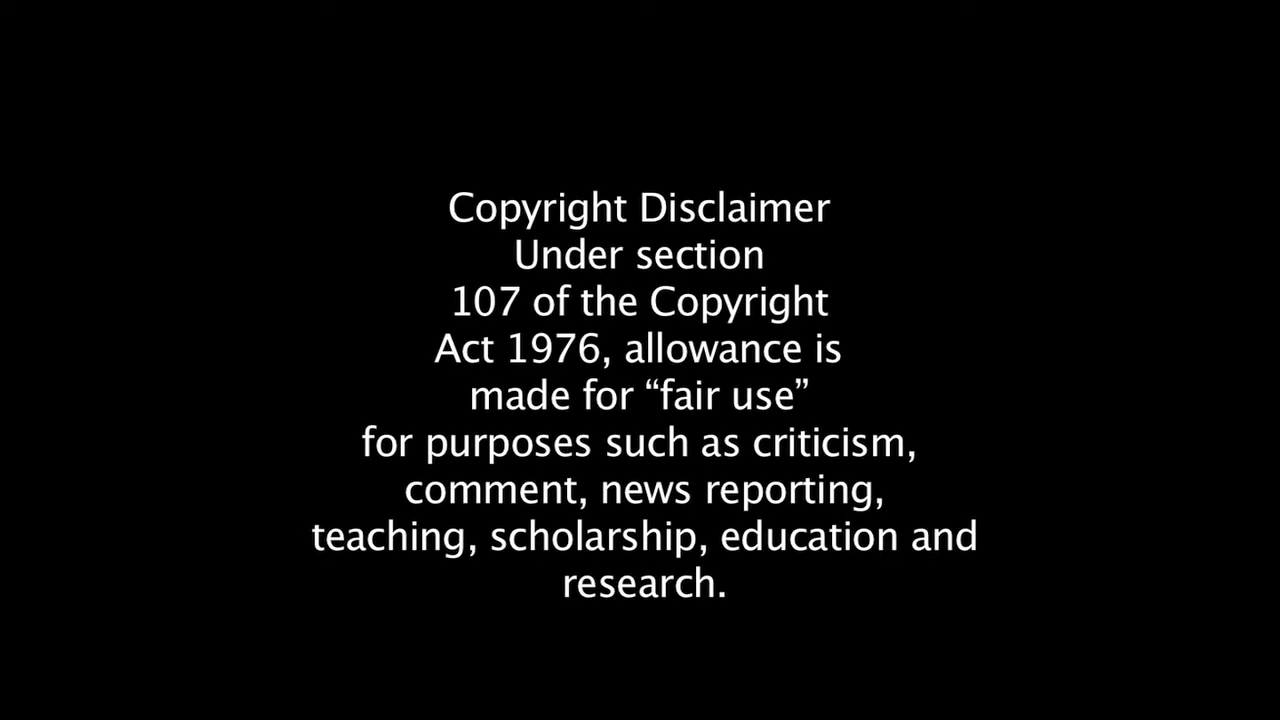 Copyright Disclaimer
Under section
107 of the Copyright
Act 1976, allowance is
made for “fair use”
for purposes such as criticism,
comment, news reporting,
teaching, scholarship, education and
research.